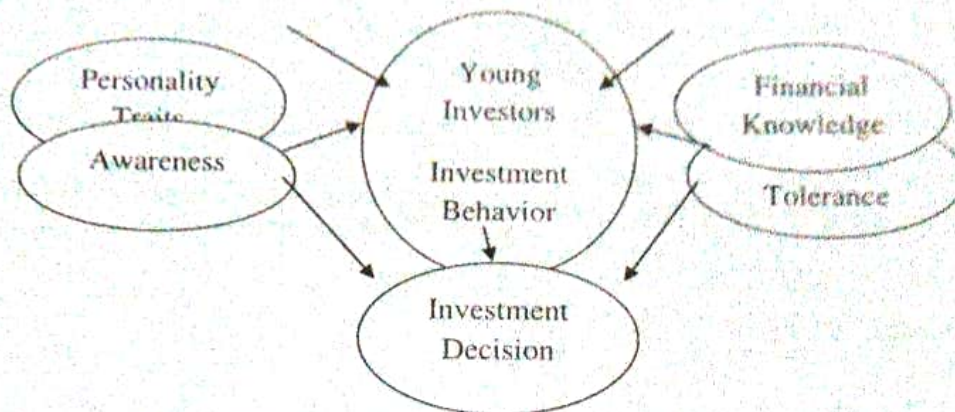 Personality
Traits
Awareness
Young
Investors
Investment
Behavior
Financial
Knowledge
Tolerance
Investment
Decision